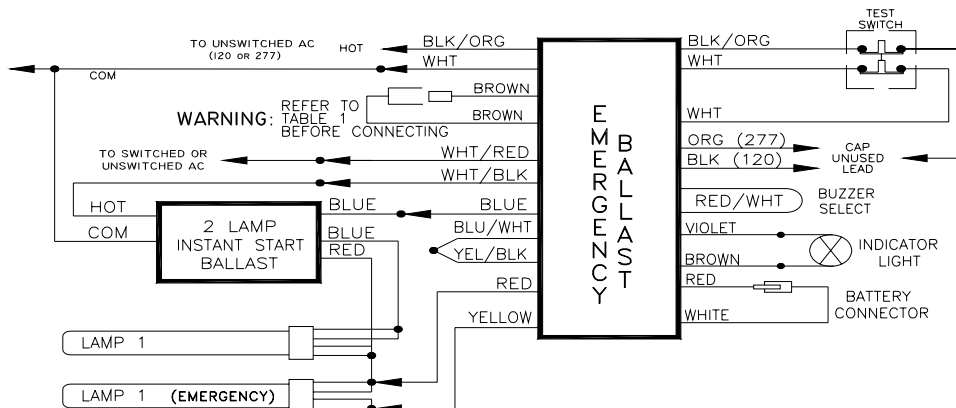 TO UNSWITCHED AC
(120 OR 277)
HOT
COM
BLK/ORG
WHT
BROWN
BROWN
WARNING: REFER TO
TABLE 1
BEFORE CONNECTING
TO SWITCHED OR
UNSWITCHED AC
WHT/RED
WHT/BLK
HOT
COM
2 LAMP
INSTANT START
BALLAST
BLUE
BLUE
BLUE
RED
BLU/WHT
YEL/BLK
RED
YELLOW
LAMP 1
LAMP 1 (EMERGENCY)
EMERGENCY
BALLAST
TEST
SWITCH
BLK/ORG
WHT
WHT
ORG (277)
BLK (120)
CAP
UNUSED
LEAD
RED/WHT
BUZZER
SELECT
VIOLET
BROWN
INDICATOR
LIGHT
RED
WHITE
BATTERY
CONNECTOR